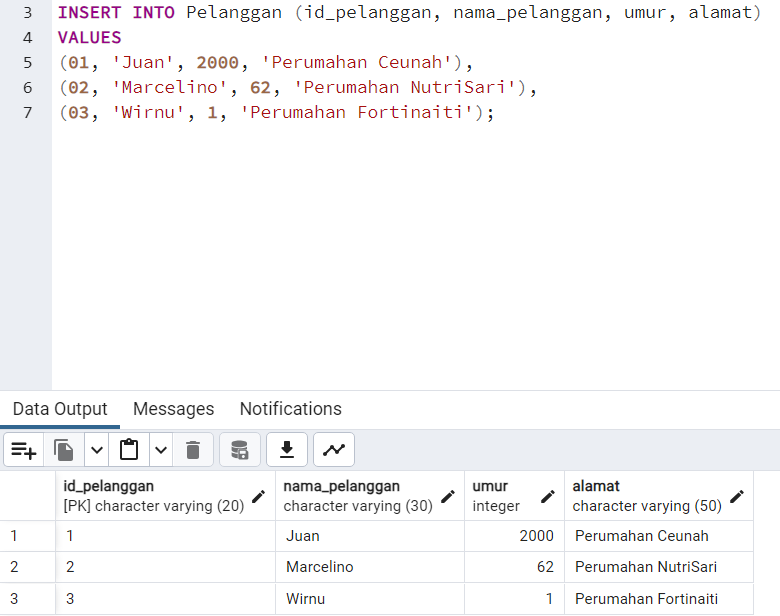 3 INSERT INTO Pelanggan (id_pelanggan, nama_pelanggan, umur, alamat)
4 VALUES
5 (01, 'Juan', 2000, 'Perumahan Ceunah'),
6 (02, 'Marcelino', 62, 'Perumahan NutriSari'),
7 (03, 'Wirnu', 1, 'Perumahan Fortinaiti');
Data Output Messages Notifications
id_pelanggan nama_pelanggan umur alamat
[PK] character varying (20) character varying (30) integer character varying (50)
1 1 Juan 2000 Perumahan Ceunah
2 2 Marcelino 62 Perumahan NutriSari
3 3 Wirnu 1 Perumahan Fortinaiti